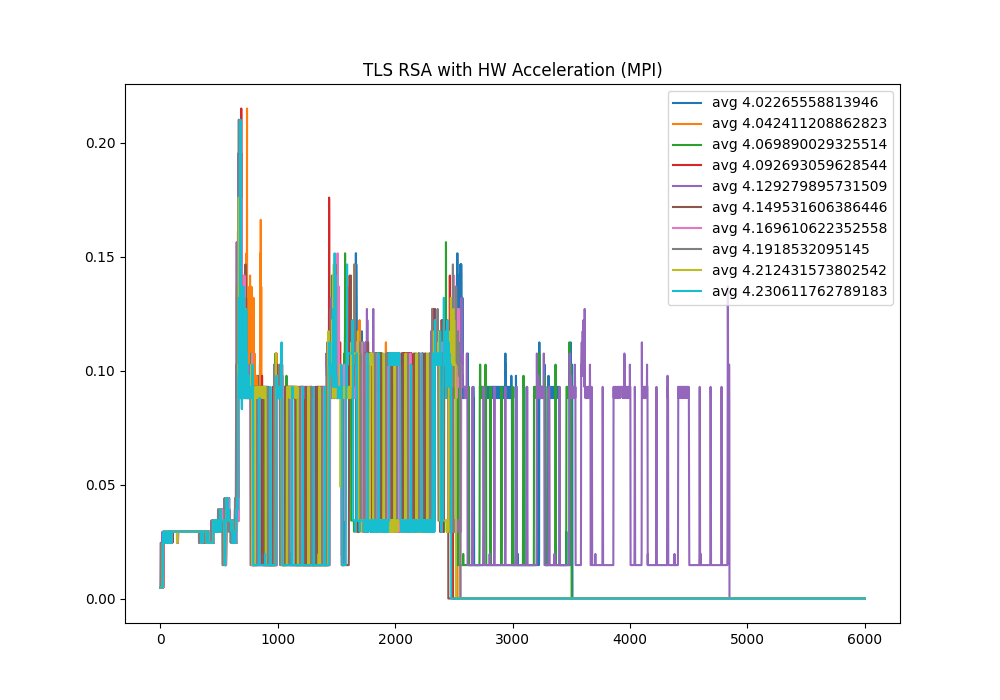 TLS RSA with HW Acceleration (MPI)
avg 4.02265558813946
avg 4.042411208862823
avg 4.069890029325514
avg 4.092693059628544
avg 4.129279895731509
avg 4.149531606386446
avg 4.169610622352558
avg 4.1918532095145
avg 4.212431573802542
avg 4.230611762789183
0.20
0.15
0.10
0.05
0.00
0 1000 2000 3000 4000 5000 6000